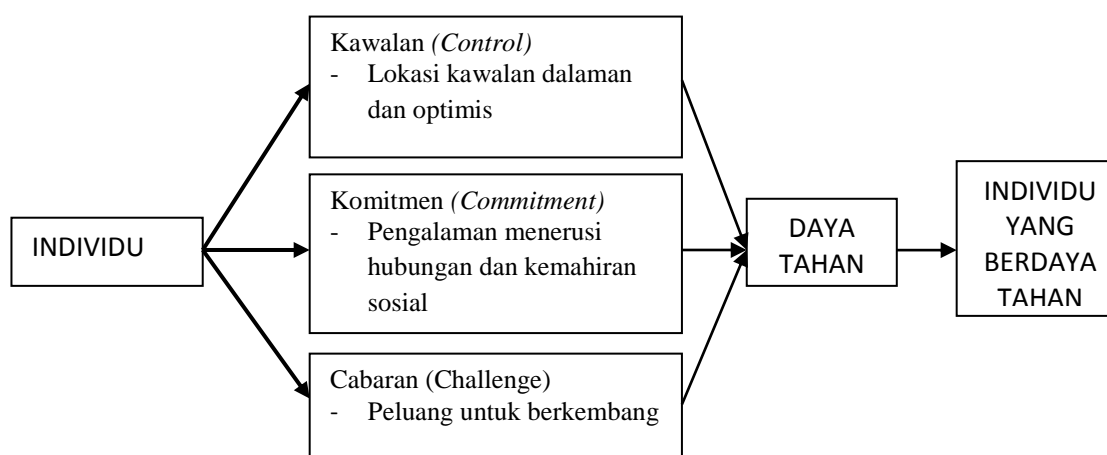 Kawalan (Control)
- Lokasi kawalan dalaman
dan optimis
INDIVIDU
Komitmen (Commitment)
- Pengalaman menerusi
hubungan dan kemahiran
sosial
Cabaran (Challenge)
- Peluang untuk berkembang
DAYA
TAHAN
INDIVIDU
YANG
BERDAYA
TAHAN